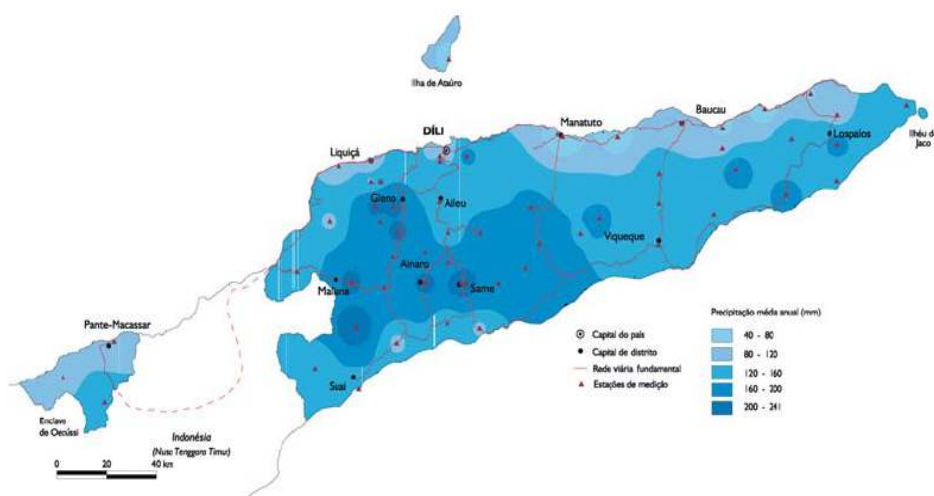 Ilha de Ataúro
Baucau
Manatuto
DÍLI
Lospalos
Ilhéu de
Jaco
Liquiçá
Gleno
Aileu
Viqueque
Ainaro
Maliana
Same
Pante-Macassar
Suai
Enclave
de Oecússi
Indonésia
(Nusa Tenggara Timur)
0 20 40 km
Capital do país
Capital de distrito
Rede viária fundamental
Estações de medição
Precipitação média anual (mm)
40 - 80
80 - 120
120 - 160
160 - 200
200 - 241